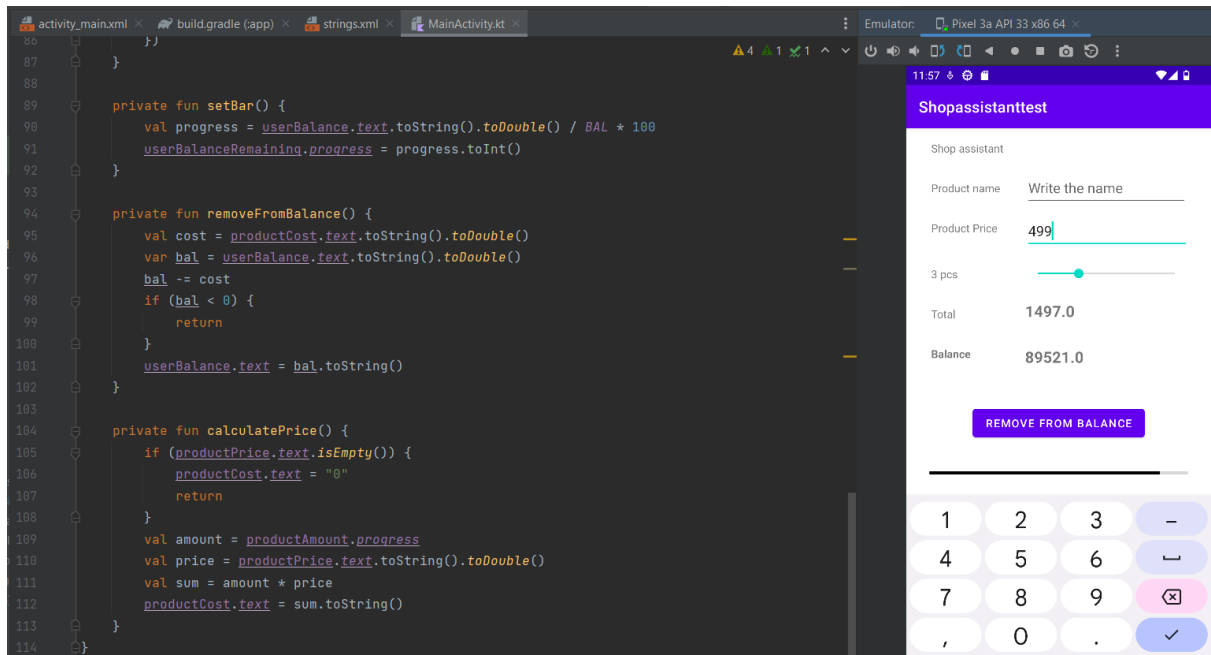 activity_main.xml × build.gradle (:app) × strings.xml × MainActivity.kt × Emulator: Pixel 3a API 33 x86 64 ×
86 })
4 1 1
87 }
88
89 private fun setBar() {
90 val progress = userBalance.text.toString().toDouble() / BAL * 100
91 userBalanceRemaining.progress = progress.toInt()
92 }
93
94 private fun removeFromBalance() {
95 val cost = productCost.text.toString().toDouble()
96 var bal = userBalance.text.toString().toDouble()
97 bal -= cost
98 if (bal < 0) {
99 return
100 }
101 userBalance.text = bal.toString()
102 }
103
104 private fun calculatePrice() {
105 if (productPrice.text.isEmpty()) {
106 productCost.text = "0"
107 return
108 }
109 val amount = productAmount.progress
110 val price = productPrice.text.toString().toDouble()
111 val sum = amount * price
112 productCost.text = sum.toString()
113 }
114 }
11:57
Shopassistanttest
Shop assistant
Product name Write the name
Product Price 499
3 pcs
Total 1497.0
Balance 89521.0
REMOVE FROM BALANCE
1 2 3 –
4 5 6
7 8 9
, 0 .